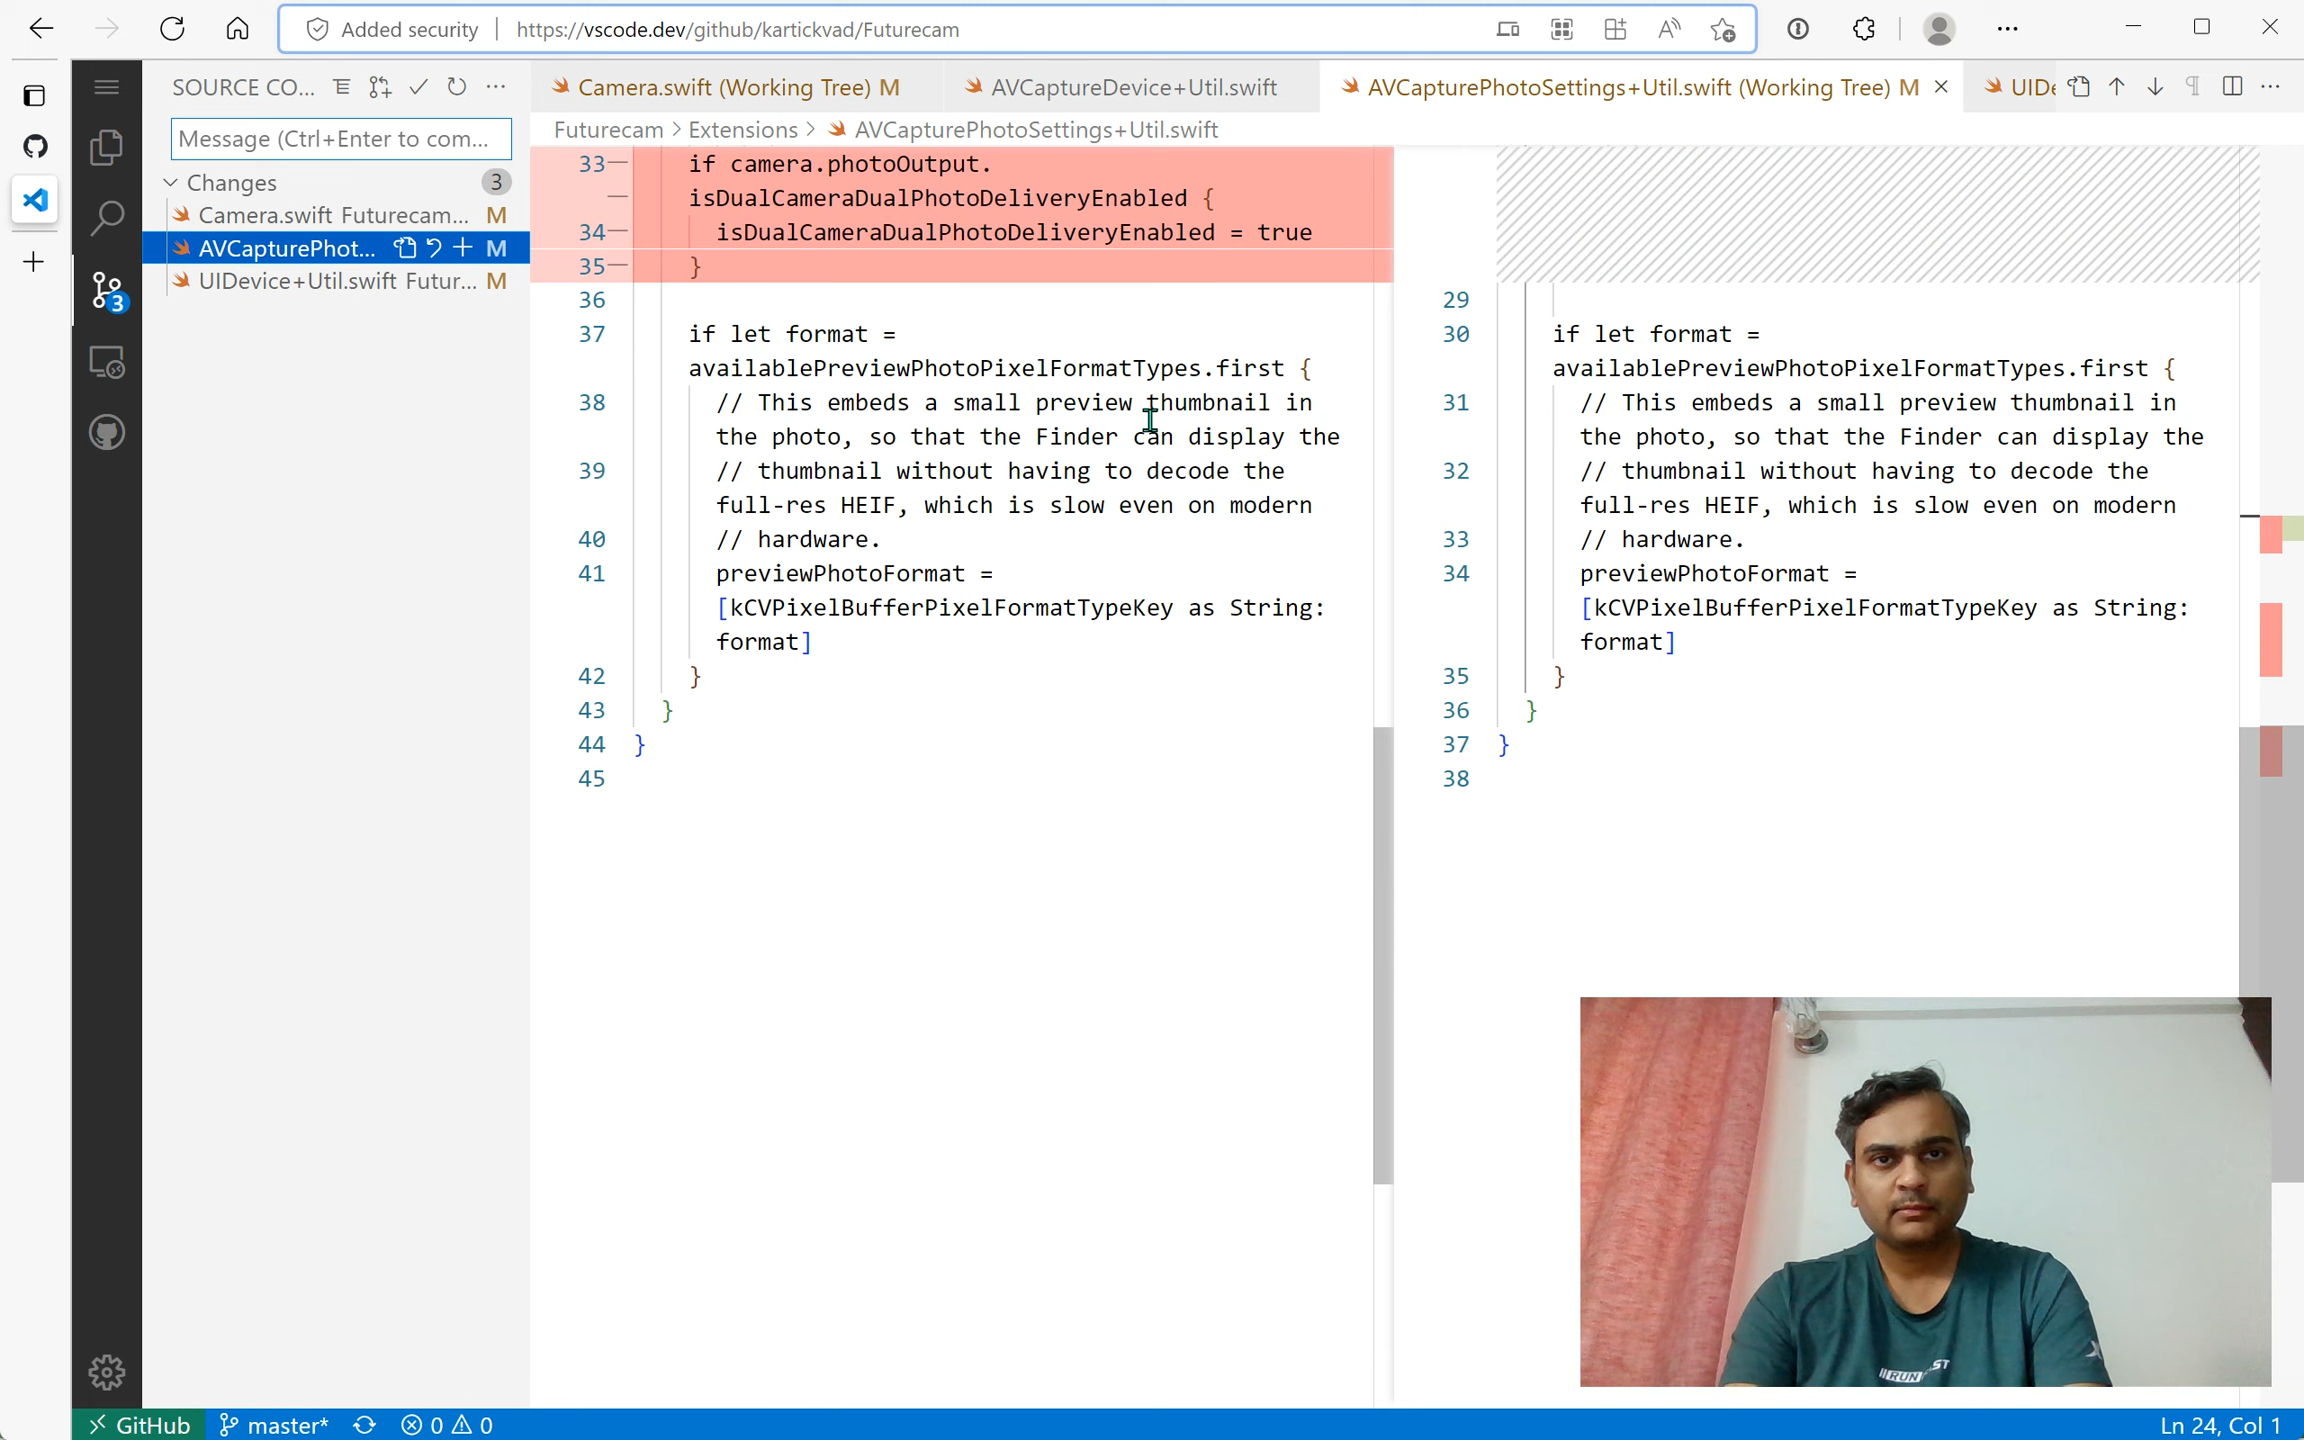 Added security | https://vscode.dev/github/kartickvad/Futurecam
SOURCE CO...
Camera.swift (Working Tree) M
AVCaptureDevice+Util.swift
AVCapturePhotoSettings+Util.swift (Working Tree) M
UIDe
Message (Ctrl+Enter to com...
Futurecam > Extensions > AVCapturePhotoSettings+Util.swift
Changes 3
Camera.swift Futurecam... M
AVCapturePhot... M
UIDevice+Util.swift Futur... M
3
33— if camera.photoOutput.
— isDualCameraDualPhotoDeliveryEnabled {
34— isDualCameraDualPhotoDeliveryEnabled = true
35— }
36
37 if let format =
availablePreviewPhotoPixelFormatTypes.first {
38 // This embeds a small preview thumbnail in
the photo, so that the Finder can display the
39 // thumbnail without having to decode the
full-res HEIF, which is slow even on modern
40 // hardware.
41 previewPhotoFormat =
[kCVPixelBufferPixelFormatTypeKey as String:
format]
42 }
43 }
44 }
45
29
30 if let format =
availablePreviewPhotoPixelFormatTypes.first {
31 // This embeds a small preview thumbnail in
the photo, so that the Finder can display the
32 // thumbnail without having to decode the
full-res HEIF, which is slow even on modern
33 // hardware.
34 previewPhotoFormat =
[kCVPixelBufferPixelFormatTypeKey as String:
format]
35 }
36 }
37 }
38
GitHub
master*
0
0
Ln 24, Col 1